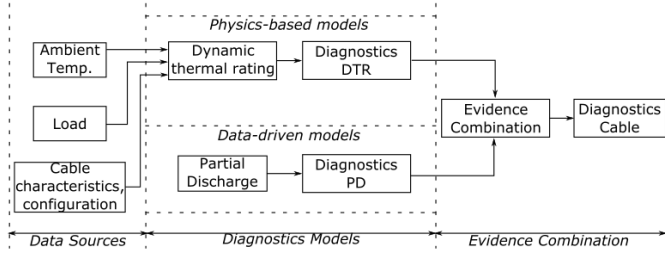 Physics-based models
Ambient
Temp.
Dynamic
thermal rating
Diagnostics
DTR
Load
Evidence
Combination
Diagnostics
Cable
Data-driven models
Cable
characteristics,
configuration
Partial
Discharge
Diagnostics
PD
Data Sources
Diagnostics Models
Evidence Combination